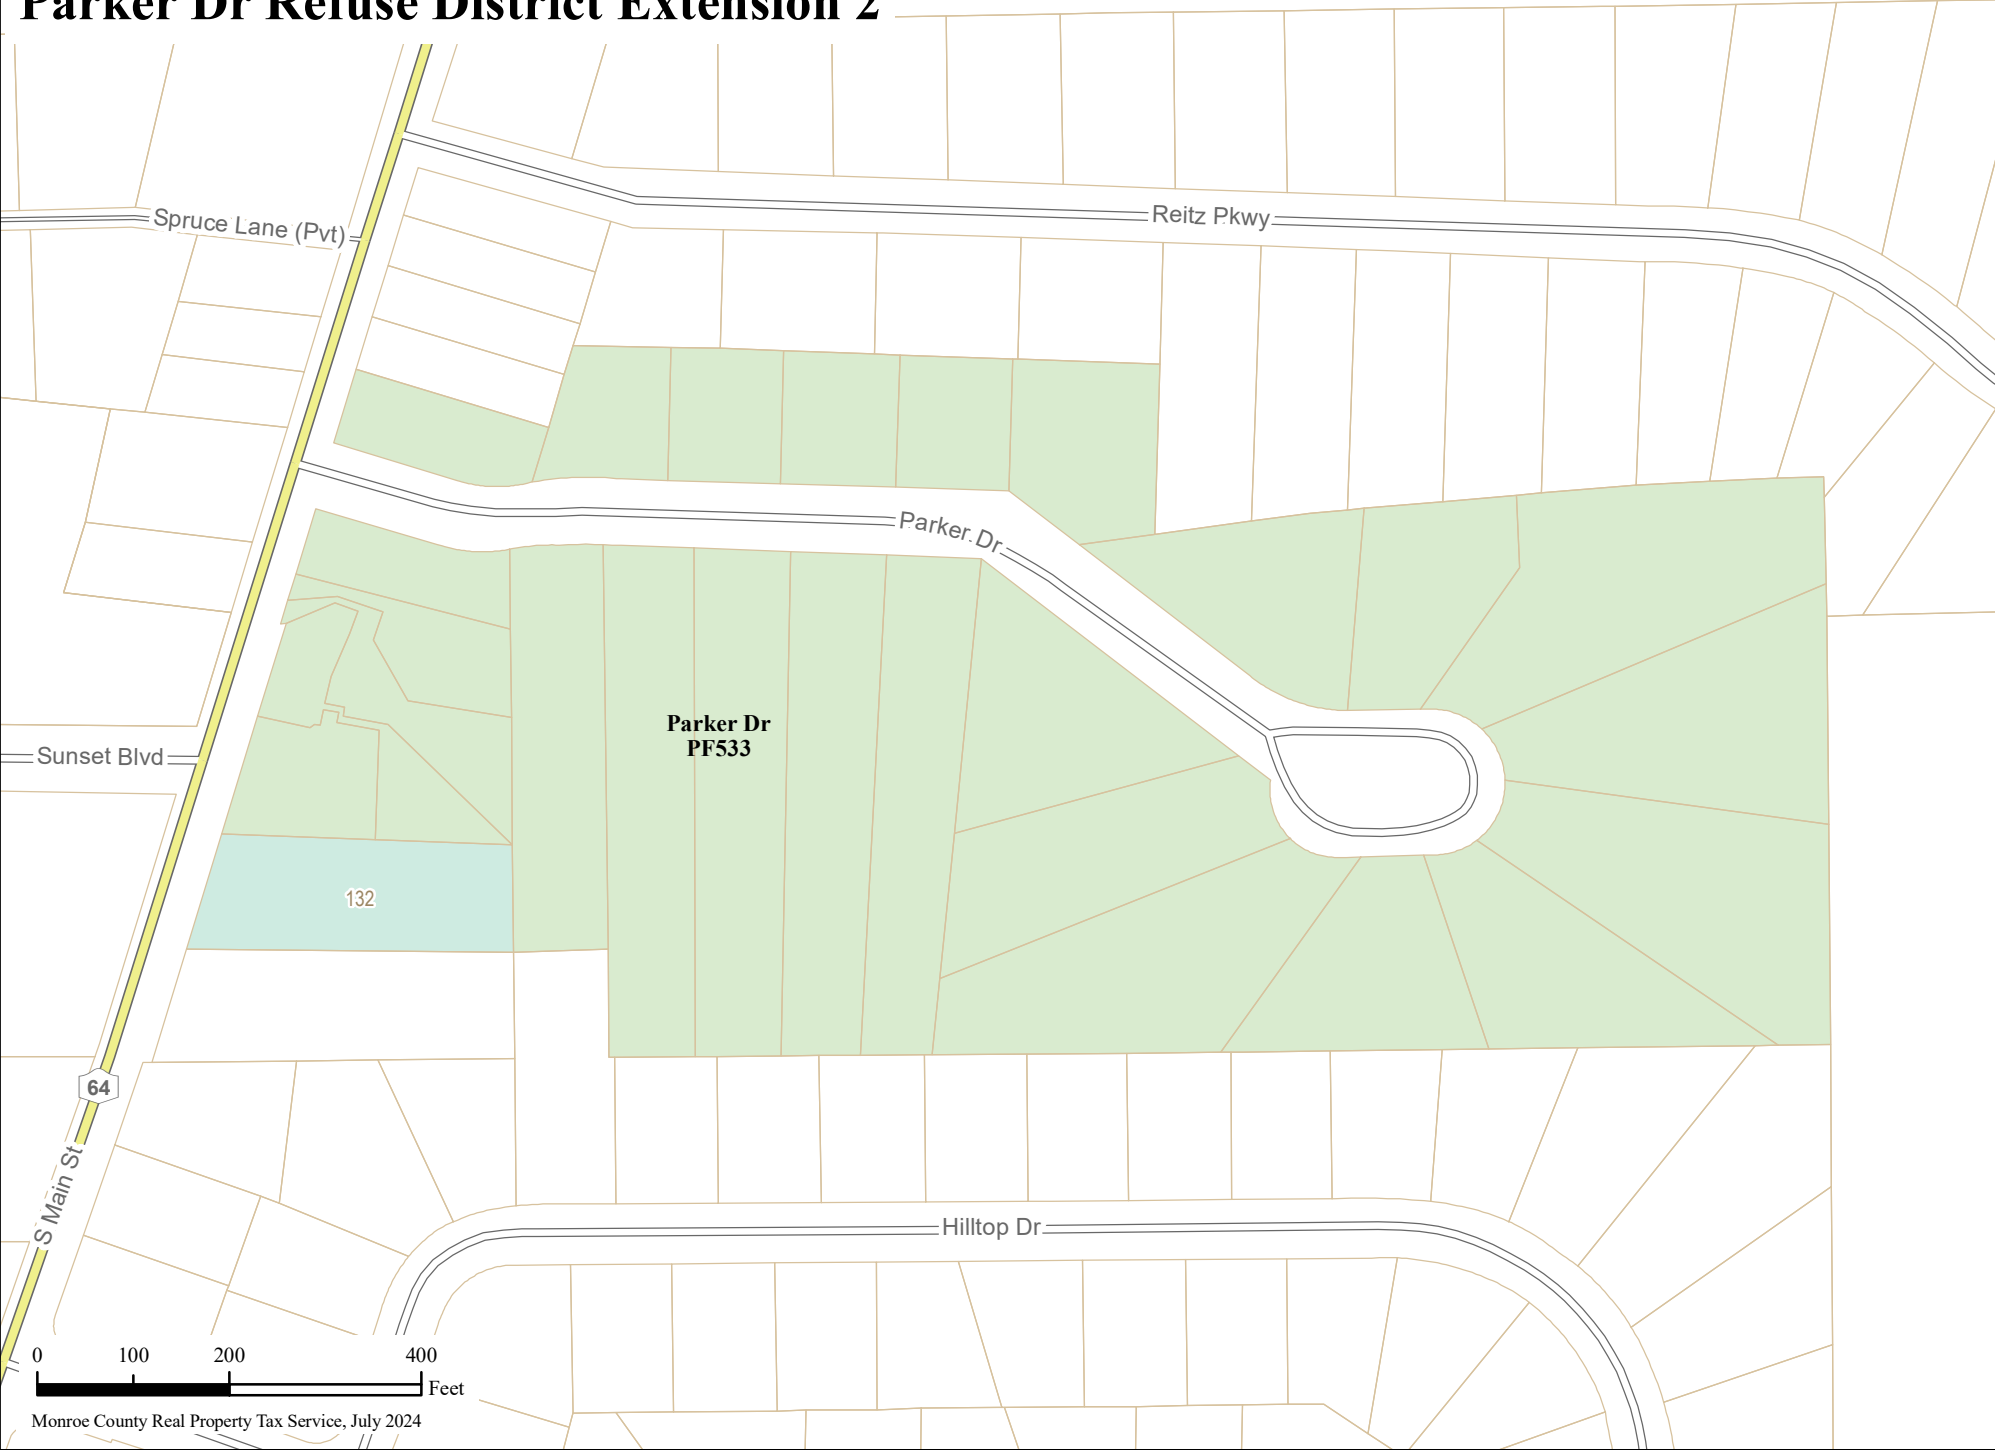 Parker Dr Refuse District Extension 2
Spruce Lane (Pvt)
Reitz Pkwy
Parker Dr
Parker Dr
PF533
Sunset Blvd
132
64
S Main St
Hilltop Dr
0 100 200 400
Feet
Monroe County Real Property Tax Service, July 2024